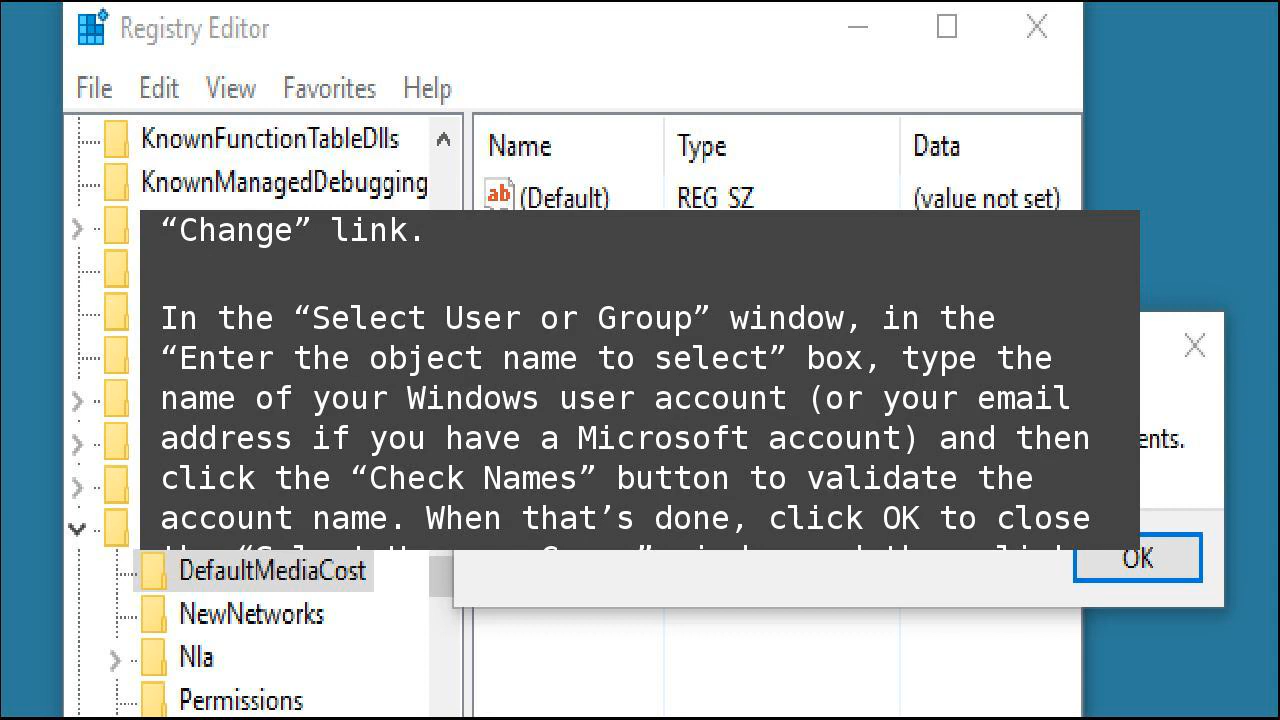 Registry Editor
File Edit View Favorites Help
KnownFunctionTableDlls
KnownManagedDebugging
Name Type Data
(Default) REG_SZ (value not set)
“Change” link.
In the “Select User or Group” window, in the
“Enter the object name to select” box, type the
name of your Windows user account (or your email
address if you have a Microsoft account) and then
click the “Check Names” button to validate the
account name. When that’s done, click OK to close
ents.
OK
DefaultMediaCost
NewNetworks
Nla
Permissions